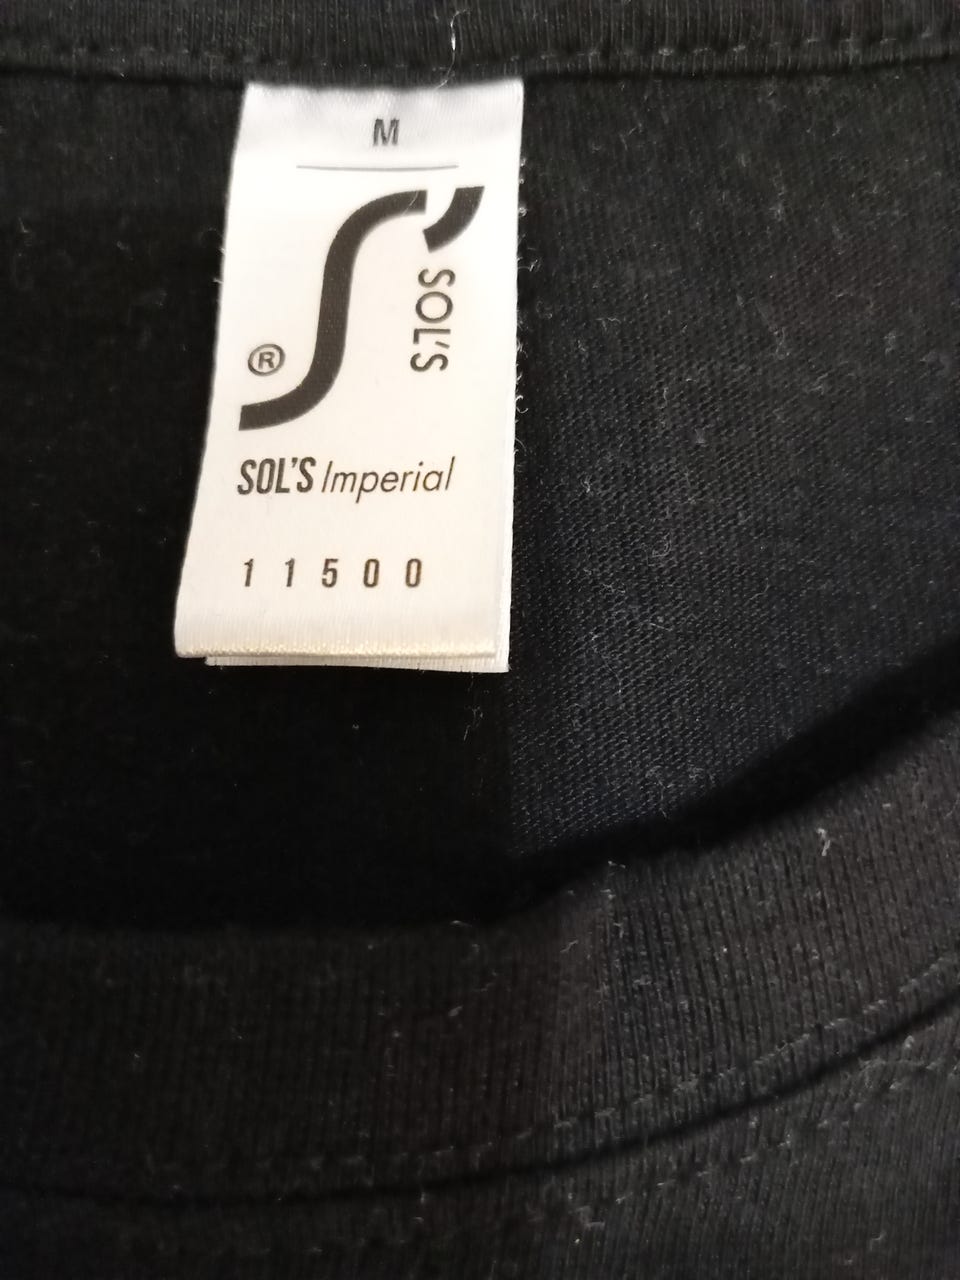 M
SOL'S
®
SOL'S Imperial
11500